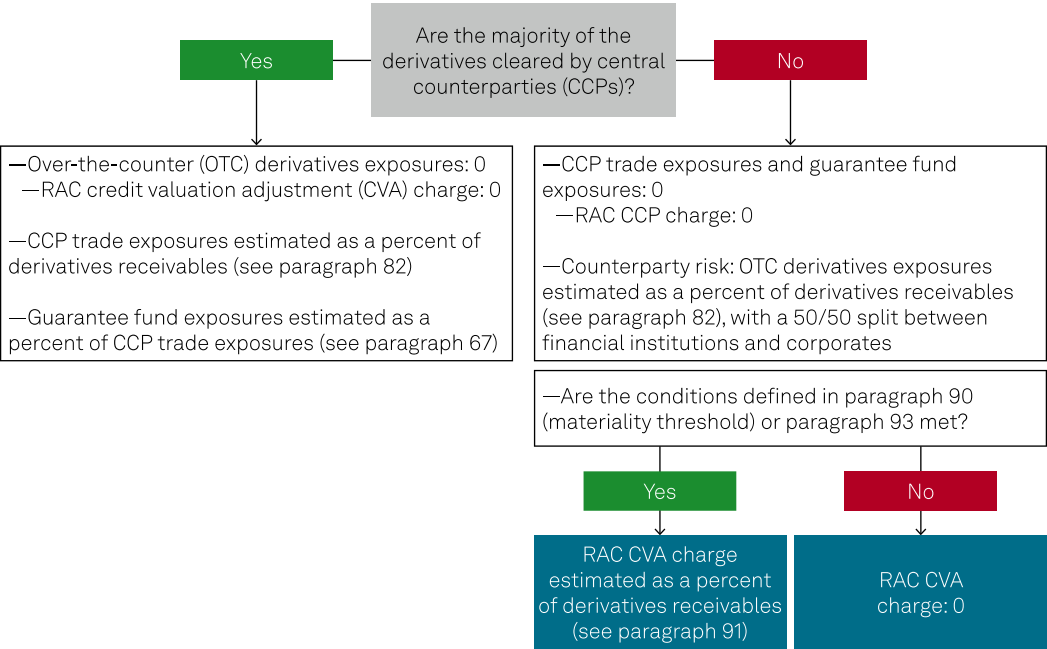 Are the majority of the
derivatives cleared by central
counterparties (CCPs)?
Yes
No
—Over-the-counter (OTC) derivatives exposures: 0
—RAC credit valuation adjustment (CVA) charge: 0
—CCP trade exposures estimated as a percent of
derivatives receivables (see paragraph 82)
—Guarantee fund exposures estimated as a
percent of CCP trade exposures (see paragraph 67)
—CCP trade exposures and guarantee fund
exposures: 0
—RAC CCP charge: 0
—Counterparty risk: OTC derivatives exposures
estimated as a percent of derivatives receivables
(see paragraph 82), with a 50/50 split between
financial institutions and corporates
—Are the conditions defined in paragraph 90
(materiality threshold) or paragraph 93 met?
Yes
No
RAC CVA charge
estimated as a percent
of derivatives receivables
(see paragraph 91)
RAC CVA
charge: 0